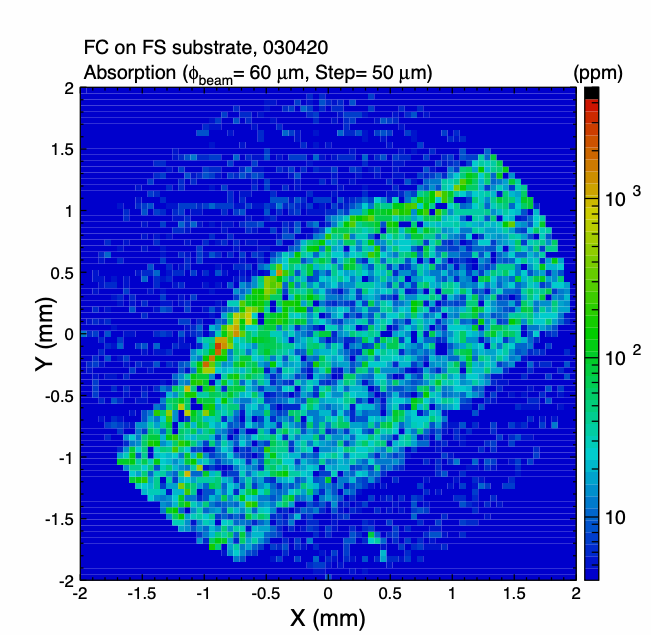 FC on FS substrate, 030420
Absorption (ϕbeam= 60 μm, Step= 50 μm) (ppm)
2
1.5
1
0.5
0
-0.5
-1
-1.5
-2
Y (mm)
-2 -1.5 -1 -0.5 0 0.5 1 1.5 2
X (mm)
10 3
10 2
10